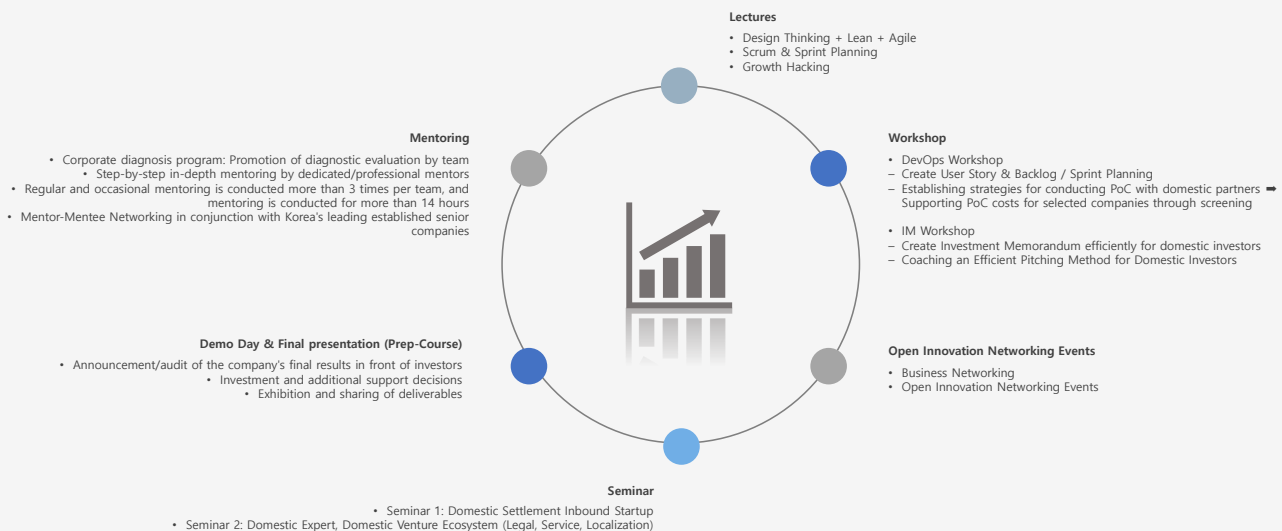 Lectures
• Design Thinking + Lean + Agile
• Scrum & Sprint Planning
• Growth Hacking
Mentoring
• Corporate diagnosis program: Promotion of diagnostic evaluation by team
• Step-by-step in-depth mentoring by dedicated/professional mentors
• Regular and occasional mentoring is conducted more than 3 times per team, and
mentoring is conducted for more than 14 hours
• Mentor-Mentee Networking in conjunction with Korea's leading established senior
companies
Workshop
• DevOps Workshop
– Create User Story & Backlog / Sprint Planning
– Establishing strategies for conducting PoC with domestic partners ➡
Supporting PoC costs for selected companies through screening
• IM Workshop
– Create Investment Memorandum efficiently for domestic investors
– Coaching an Efficient Pitching Method for Domestic Investors
Demo Day & Final presentation (Prep-Course)
• Announcement/audit of the company's final results in front of investors
• Investment and additional support decisions
• Exhibition and sharing of deliverables
Open Innovation Networking Events
• Business Networking
• Open Innovation Networking Events
Seminar
• Seminar 1: Domestic Settlement Inbound Startup
• Seminar 2: Domestic Expert, Domestic Venture Ecosystem (Legal, Service, Localization)